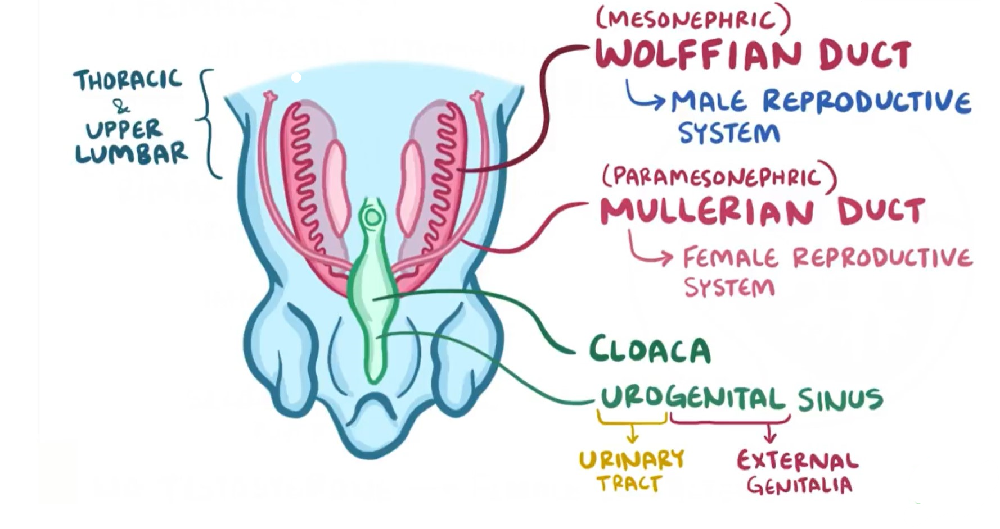 THORACIC
&
UPPER
LUMBAR
(MESONEPHRIC)
WOLFFIAN DUCT
MALE REPRODUCTIVE
SYSTEM
(PARAMESONEPHRIC)
MULLERIAN DUCT
FEMALE REPRODUCTIVE
SYSTEM
CLOACA
UROGENITAL SINUS
URINARY
TRACT
EXTERNAL
GENITALIA